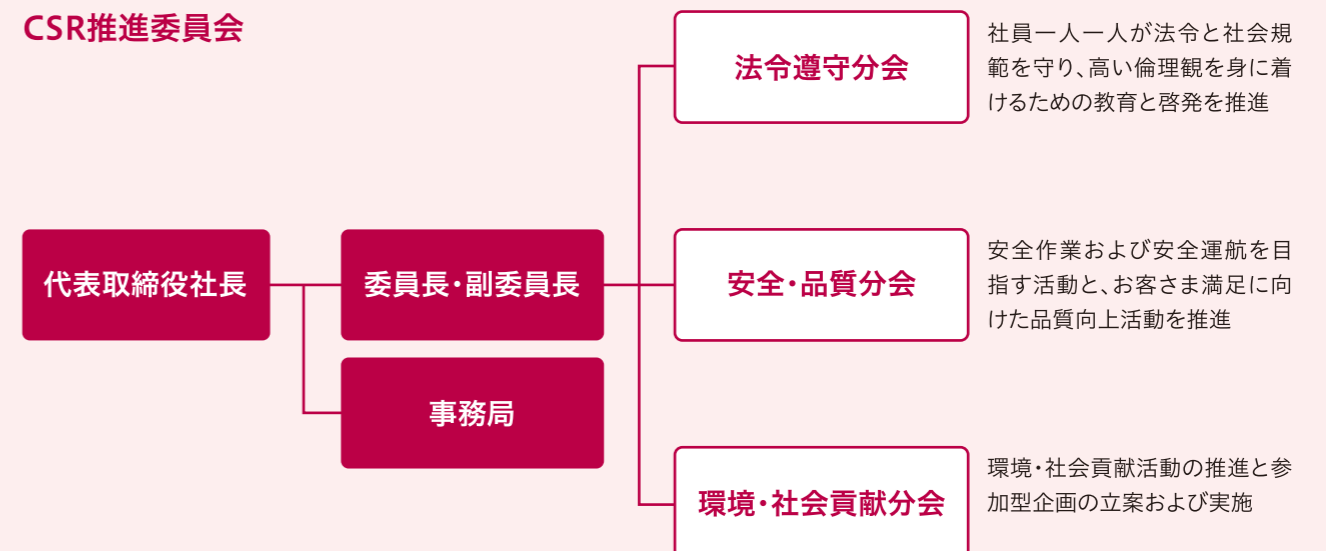 CSR推進委員会
代表取締役社長
委員長・副委員長
事務局
法令遵守分会
社員一人一人が法令と社会規
範を守り、高い倫理観を身に着
けるための教育と啓発を推進
安全・品質分会
安全作業および安全運航を目
指す活動と、お客さま満足に向
けた品質向上活動を推進
環境・社会貢献分会
環境・社会貢献活動の推進と参
加型企画の立案および実施